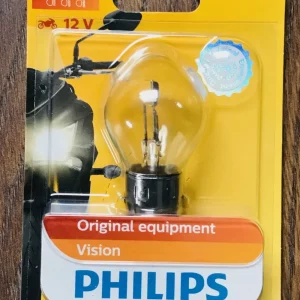 12 V
Original equipment
Vision
PHILIPS